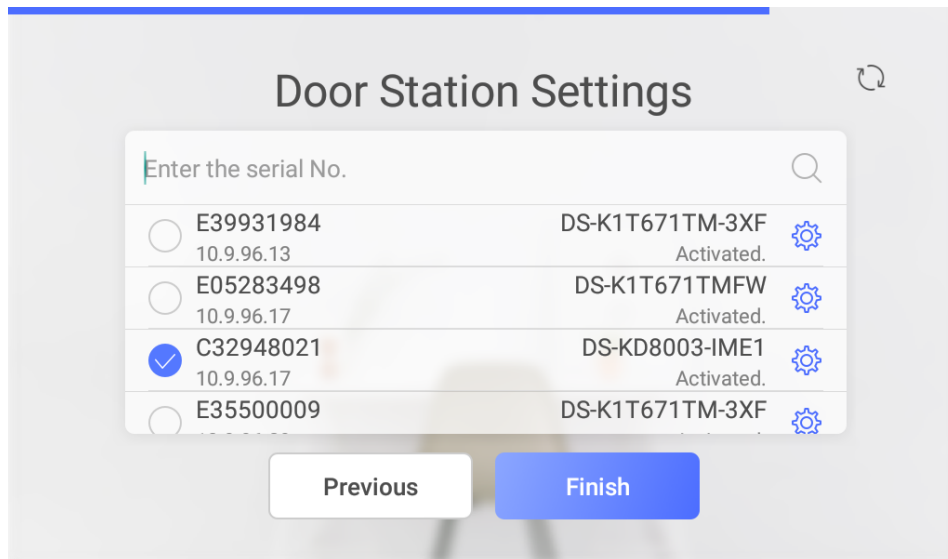 Door Station Settings
Enter the serial No.
E39931984 DS-K1T671TM-3XF
10.9.96.13 Activated.
E05283498 DS-K1T671TMFW
10.9.96.17 Activated.
C32948021 DS-KD8003-IME1
10.9.96.17 Activated.
E35500009 DS-K1T671TM-3XF
Previous Finish